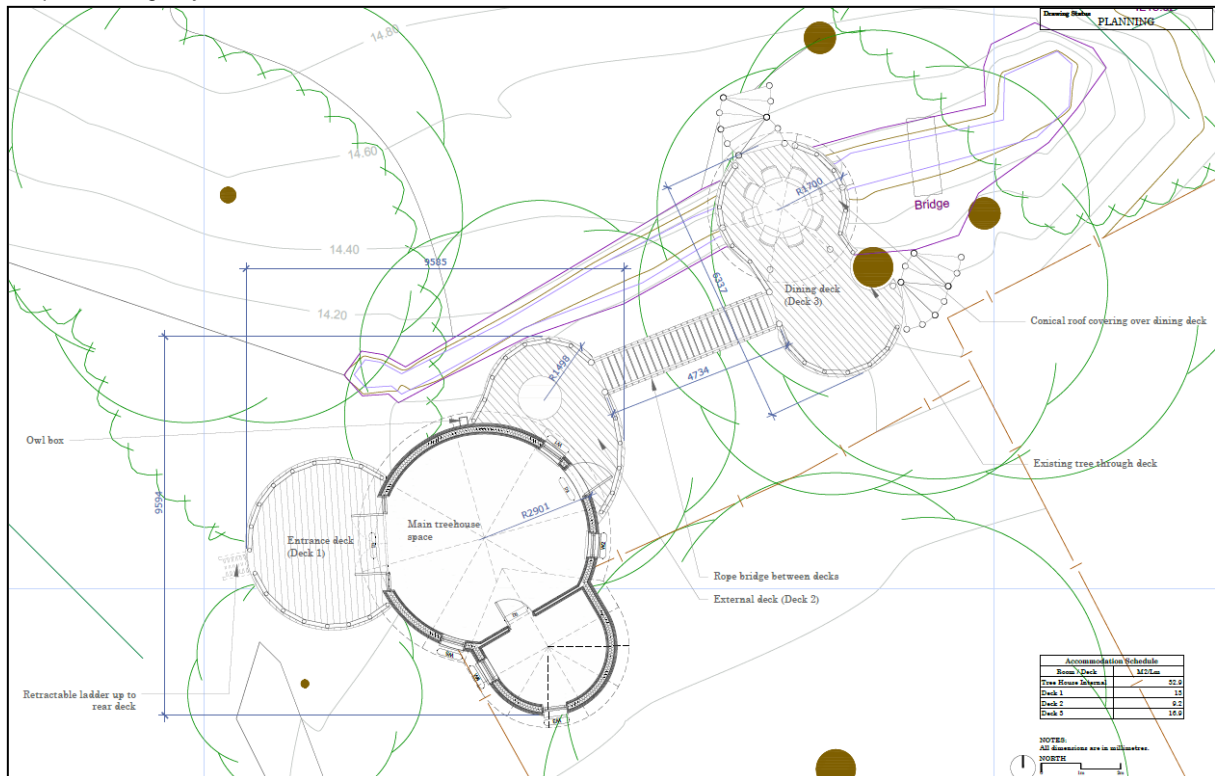 Drawing Status
PLANNING
14.80
14.60
14.40
14.20
9585
R1700
Bridge
6337
Dining deck
(Deck 3)
Conical roof covering over dining deck
R1498
4734
Owl box
Existing tree through deck
9594
R2901
Main treehouse
space
Entrance deck
(Deck 1)
Rope bridge between decks
External deck (Deck 2)
Retractable ladder up to
rear deck
Accommodation Schedule
Room / Deck M2/Lm
Tree House Internal 32.9
Deck 1 13
Deck 2 9.2
Deck 3 16.9
NOTES:
All dimensions are in millimetres.
NORTH
0 1m 2m